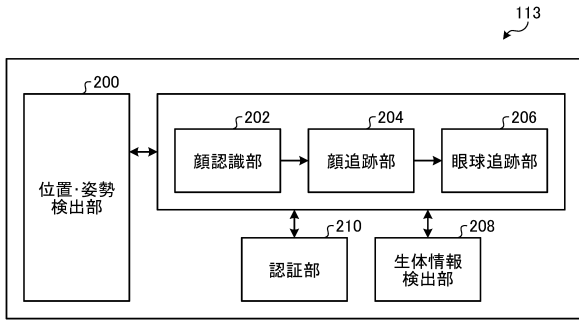 113
200
位置・姿勢
検出部
202
顔認識部
204
顔追跡部
206
眼球追跡部
210
認証部
208
生体情報
検出部